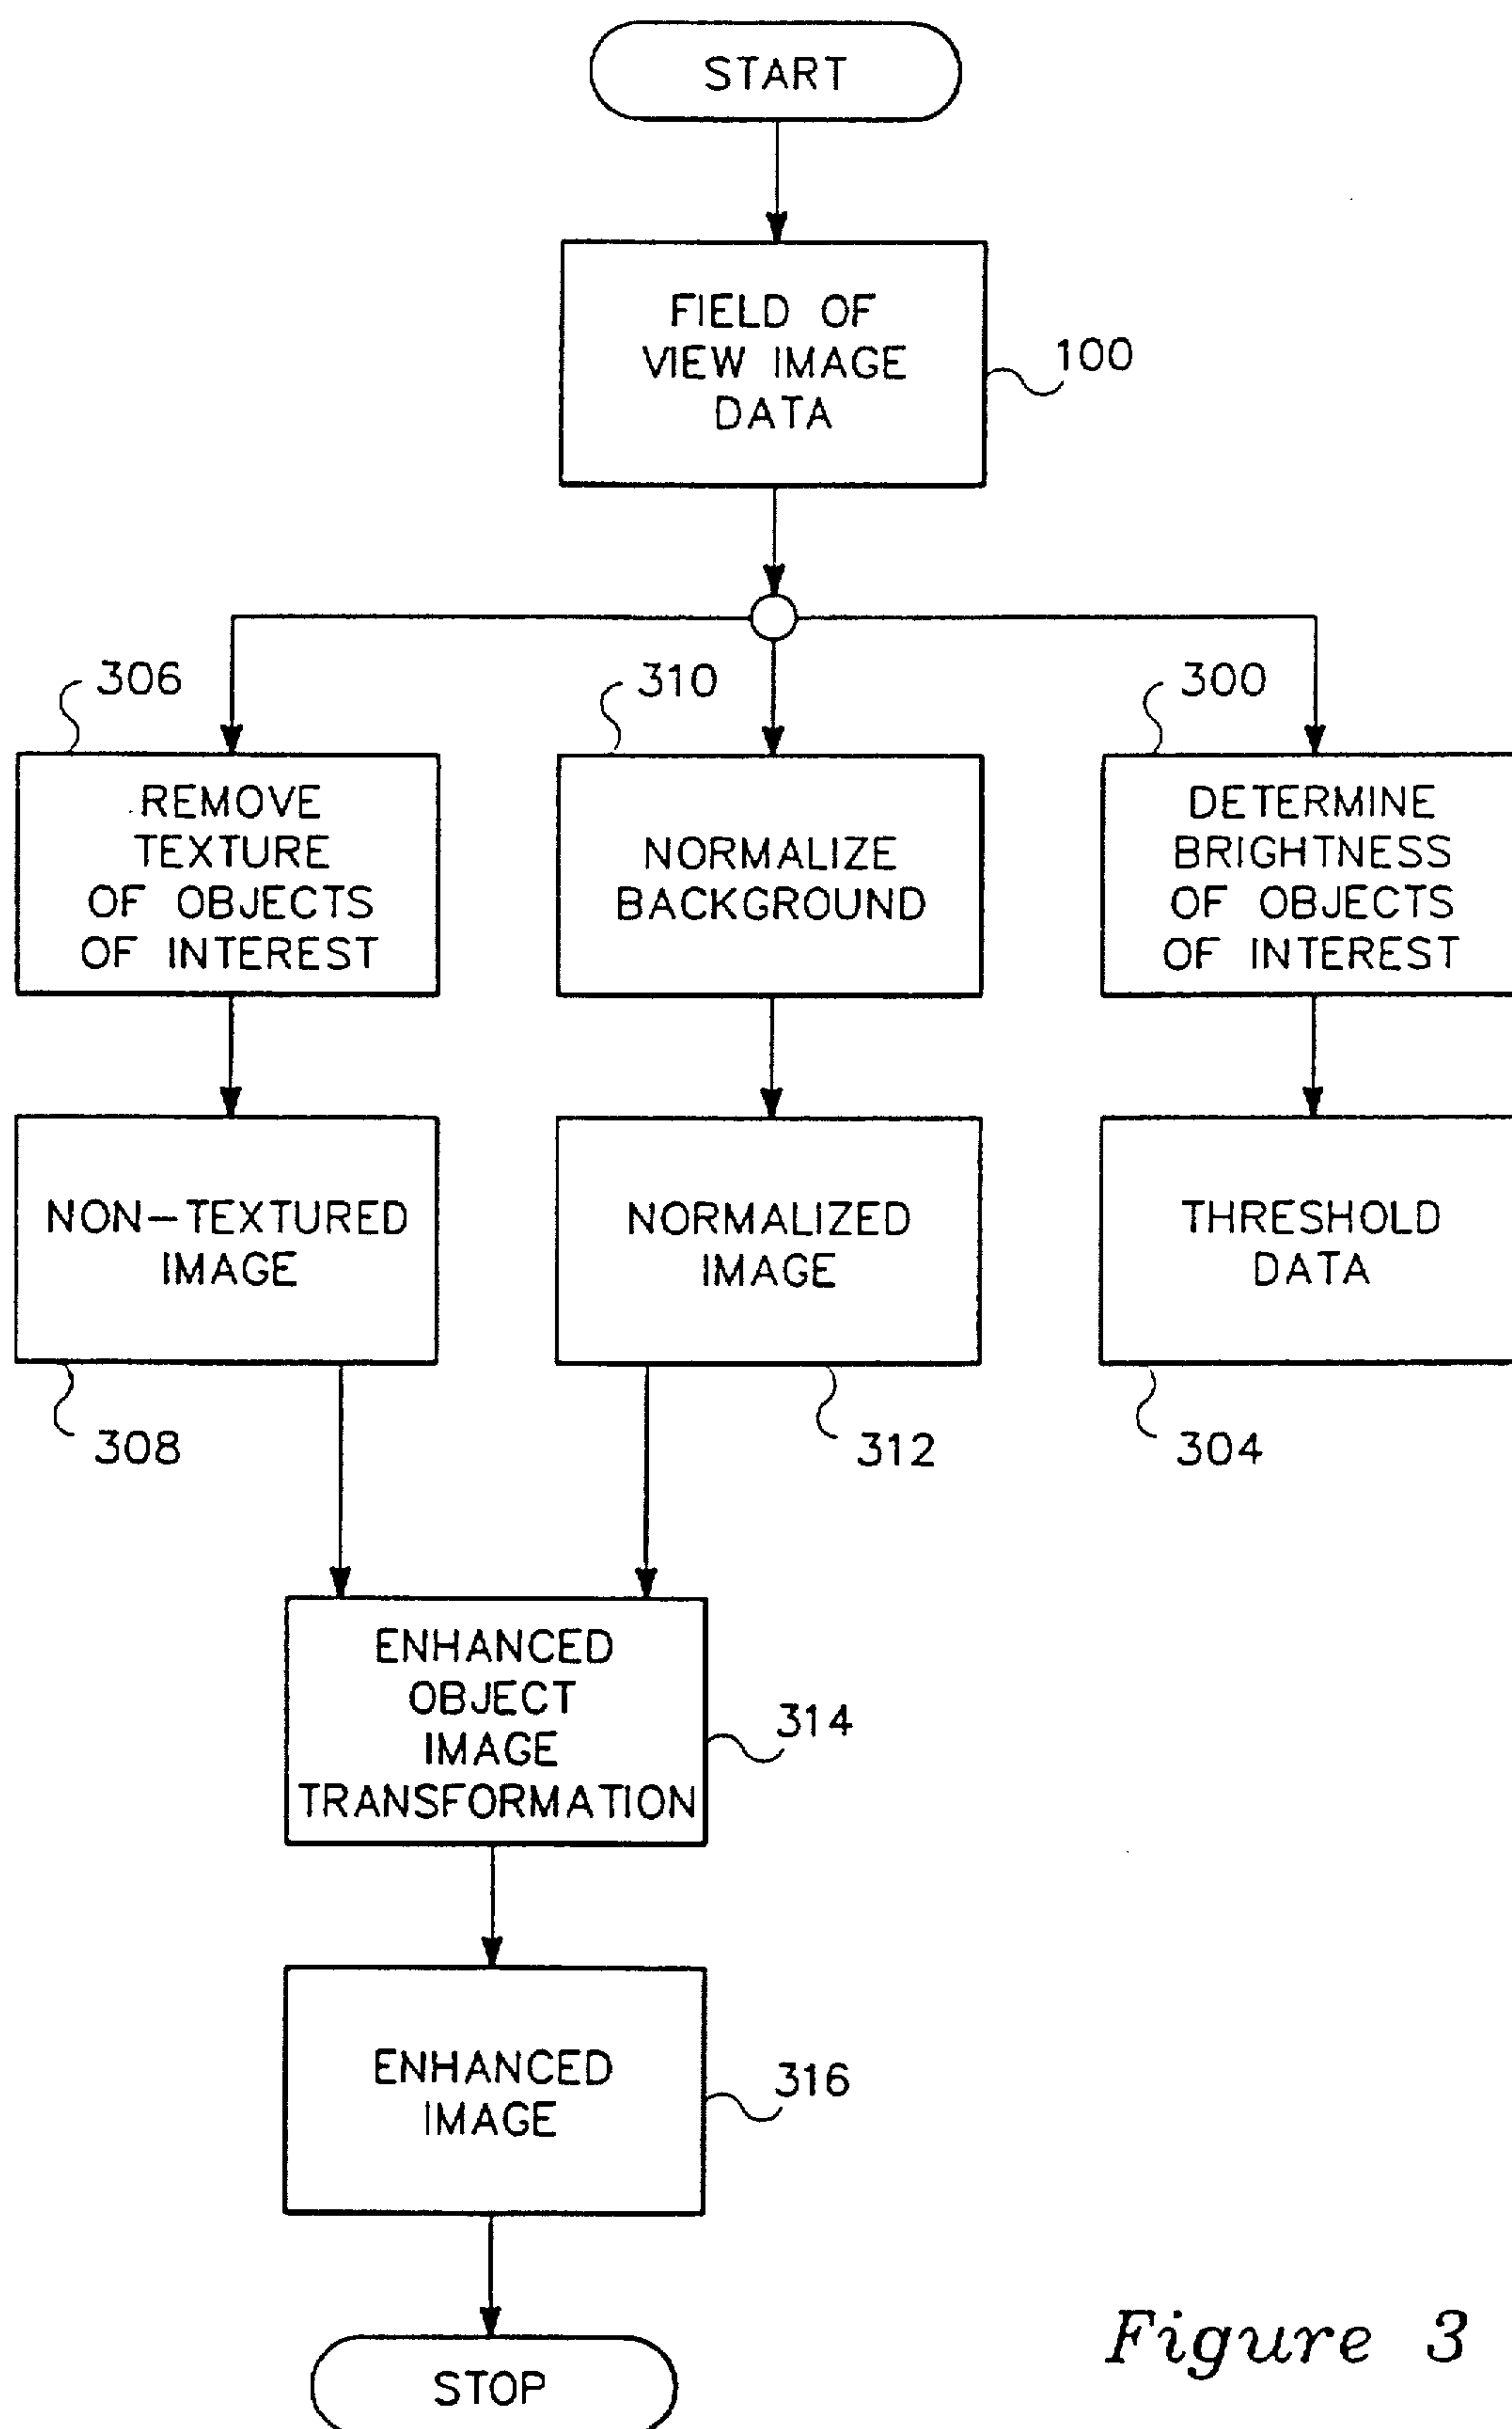 START
FIELD OF
VIEW IMAGE
DATA
100
306
310
300
REMOVE
TEXTURE
OF OBJECTS
OF INTEREST
NORMALIZE
BACKGROUND
DETERMINE
BRIGHTNESS
OF OBJECTS
OF INTEREST
NON-TEXTURED
IMAGE
NORMALIZED
IMAGE
THRESHOLD
DATA
308
312
304
ENHANCED
OBJECT
IMAGE
TRANSFORMATION
314
ENHANCED
IMAGE
316
STOP
Figure 3